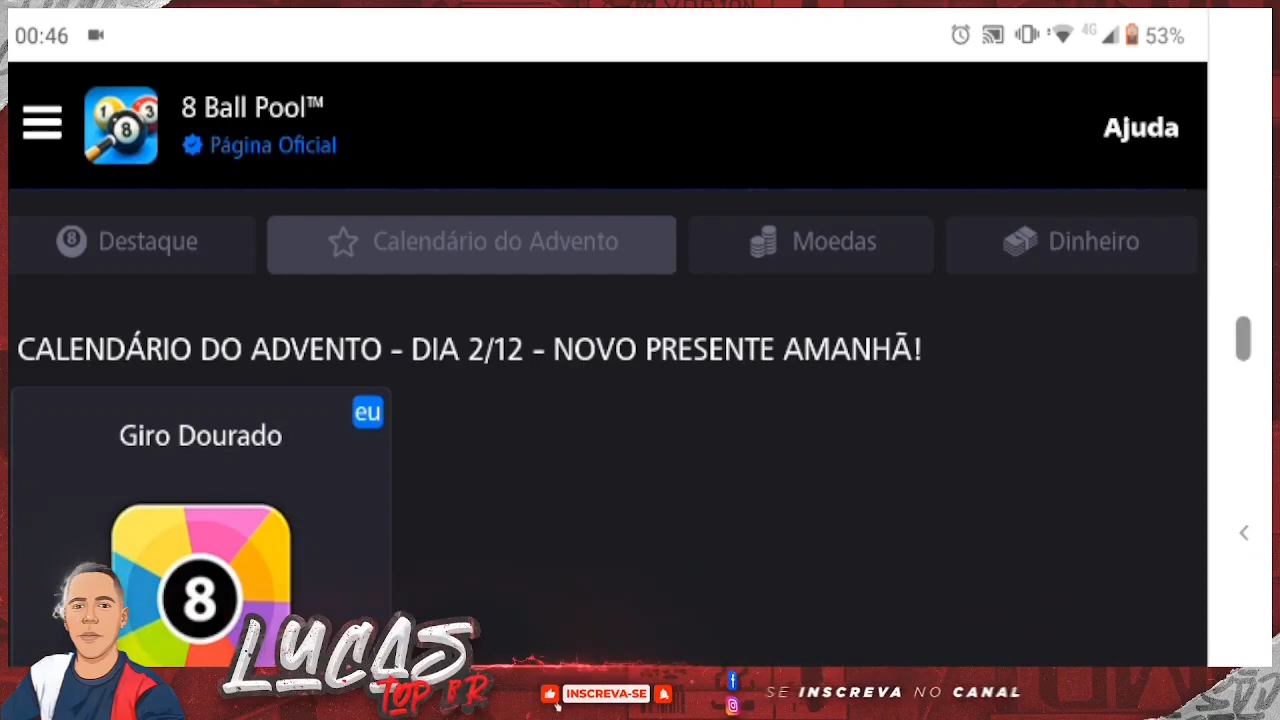 00:46
4G
53%
8 Ball Pool™
Página Oficial
Ajuda
Destaque
Calendário do Advento
Moedas
Dinheiro
CALENDÁRIO DO ADVENTO - DIA 2/12 - NOVO PRESENTE AMANHÃ!
eu
Giro Dourado
8
LUCAS
TOP BR
INSCREVA-SE
SE INSCREVA NO CANAL